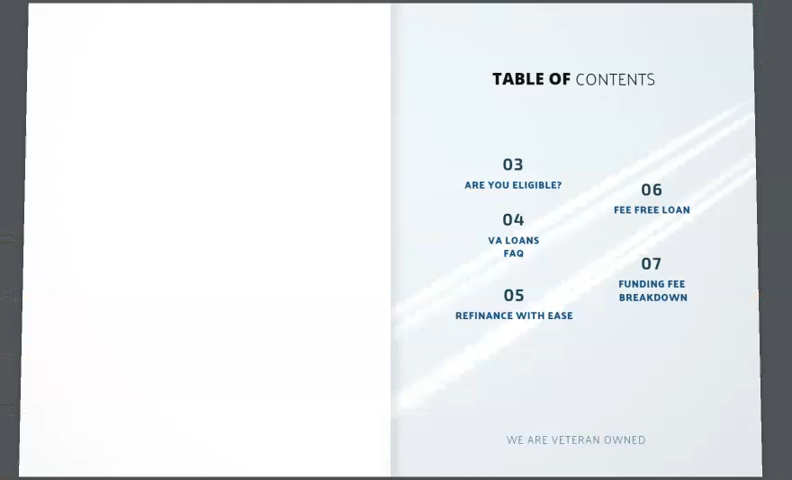 TABLE OF CONTENTS
03
ARE YOU ELIGIBLE?
04
VA LOANS
FAQ
05
REFINANCE WITH EASE
06
FEE FREE LOAN
07
FUNDING FEE
BREAKDOWN
WE ARE VETERAN OWNED